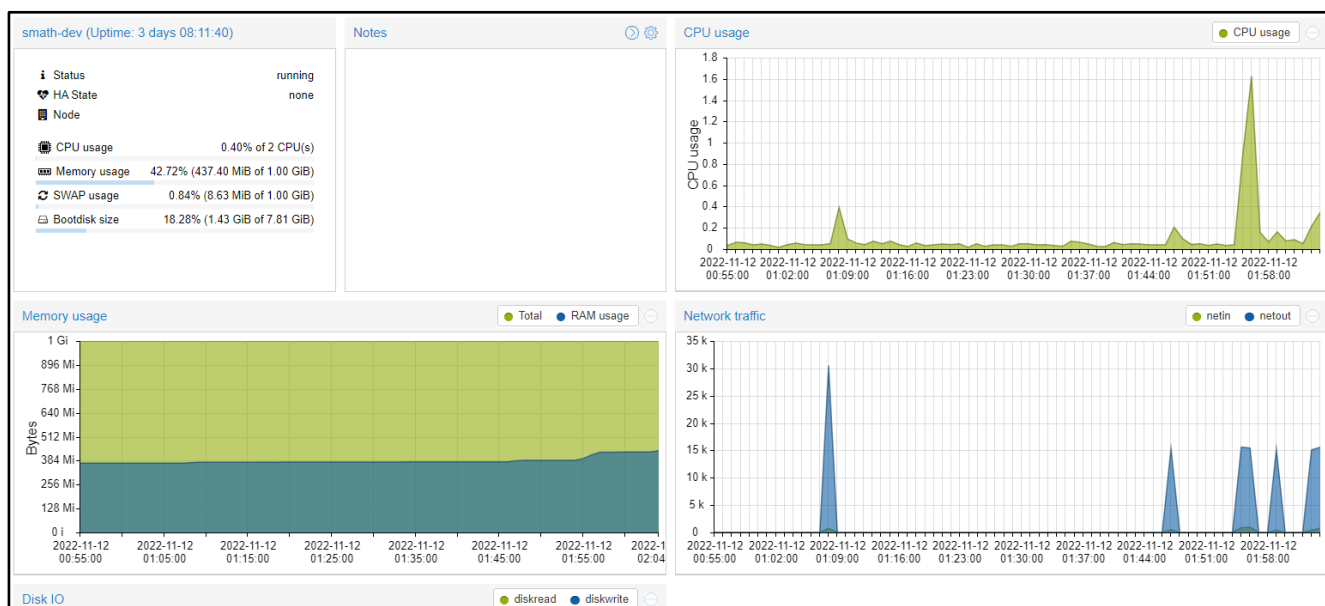 smath-dev (Uptime: 3 days 08:11:40)
Status running
HA State none
Node
CPU usage 0.40% of 2 CPU(s)
Memory usage 42.72% (437.40 MiB of 1.00 GiB)
SWAP usage 0.84% (8.63 MiB of 1.00 GiB)
Bootdisk size 18.28% (1.43 GiB of 7.81 GiB)
Notes
CPU usage
CPU usage
1.8
1.6
1.4
1.2
1
0.8
0.6
0.4
0.2
0
CPU usage
2022-11-12 2022-11-12 2022-11-12 2022-11-12 2022-11-12 2022-11-12 2022-11-12 2022-11-12 2022-11-12 2022-11-12
00:55:00 01:02:00 01:09:00 01:16:00 01:23:00 01:30:00 01:37:00 01:44:00 01:51:00 01:58:00
Memory usage
Total RAM usage
1 Gi
896 Mi
768 Mi
640 Mi
512 Mi
384 Mi
256 Mi
128 Mi
0 i
Bytes
2022-11-12 2022-11-12 2022-11-12 2022-11-12 2022-11-12 2022-11-12 2022-11-12 2022-1
00:55:00 01:05:00 01:15:00 01:25:00 01:35:00 01:45:00 01:55:00 02:04
Network traffic
netin netout
35 k
30 k
25 k
20 k
15 k
10 k
5 k
0
2022-11-12 2022-11-12 2022-11-12 2022-11-12 2022-11-12 2022-11-12 2022-11-12 2022-11-12 2022-11-12 2022-11-12
00:55:00 01:02:00 01:09:00 01:16:00 01:23:00 01:30:00 01:37:00 01:44:00 01:51:00 01:58:00
Disk IO
diskread diskwrite